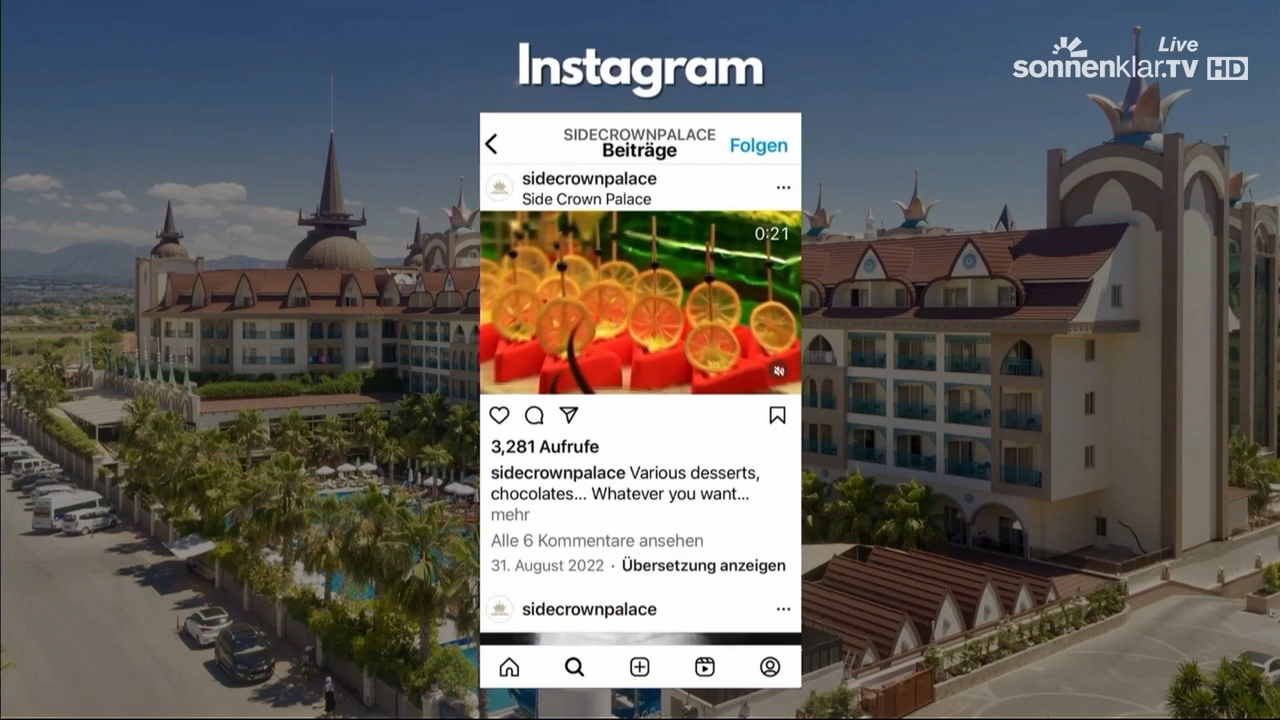 Instagram
Live
sonnenklar.TV HD
SIDECROWNPALACE
Beiträge
Folgen
sidecrownpalace
Side Crown Palace
0:21
3,281 Aufrufe
sidecrownpalace Various desserts,
chocolates... Whatever you want...
mehr
Alle 6 Kommentare ansehen
31. August 2022 · Übersetzung anzeigen
sidecrownpalace